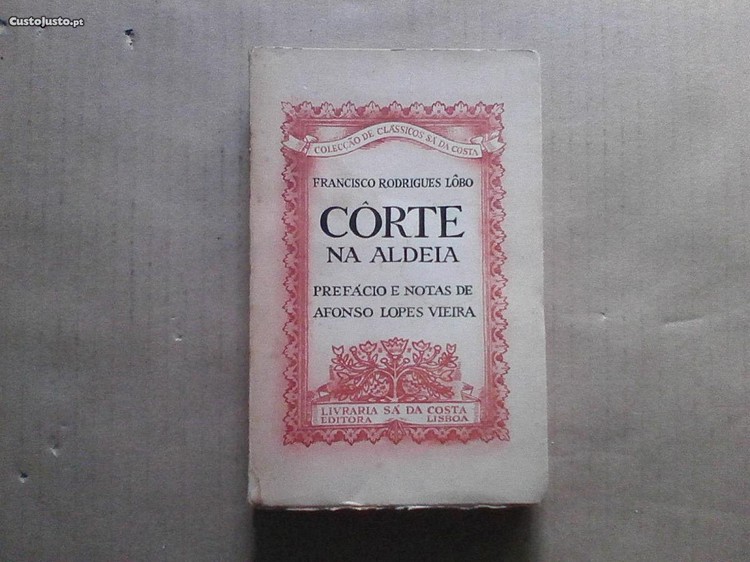 CustoJusto.pt
COLECÇÃO DE CLÁSSICOS SÁ DA COSTA
FRANCISCO RODRIGUES LÔBO
CÔRTE
NA ALDEIA
PREFÁCIO E NOTAS DE
AFONSO LOPES VIEIRA
LIVRARIA SÁ DA COSTA
EDITORA LISBOA